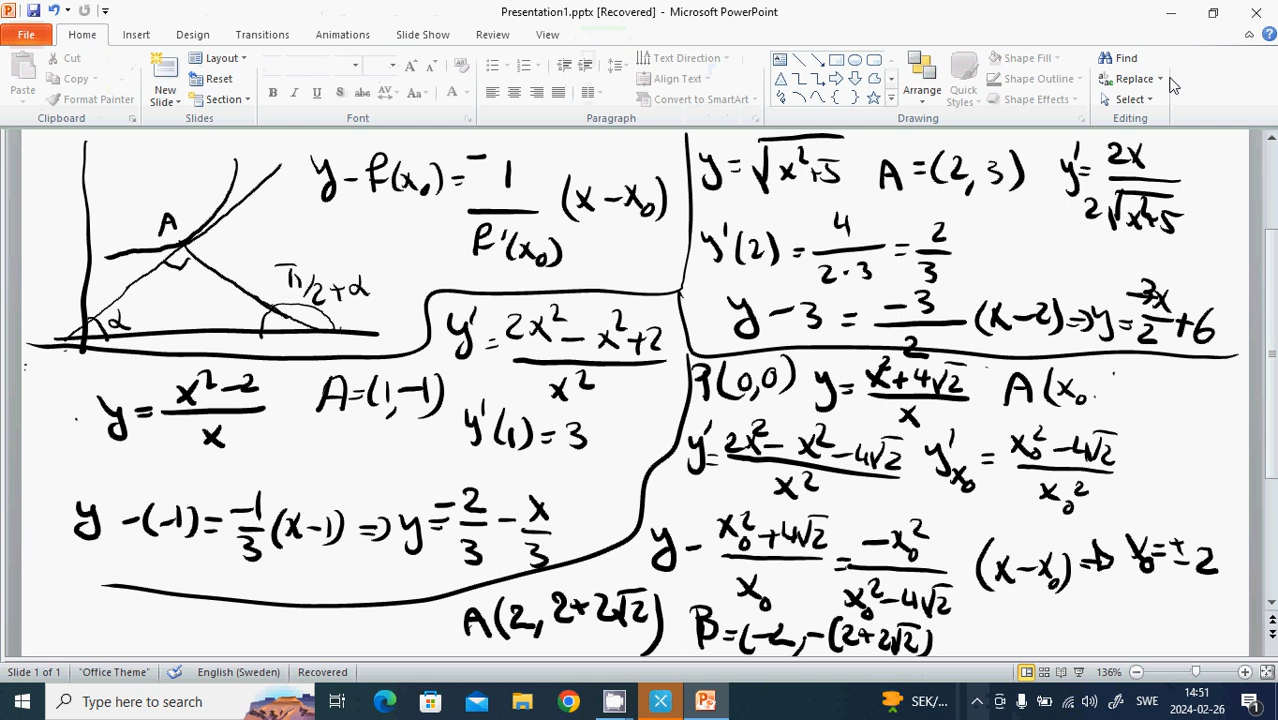 Presentation1.pptx [Recovered] - Microsoft PowerPoint
File Home Insert Design Transitions Animations Slide Show Review View
Paste
Cut
Copy
Format Painter
Clipboard
New Slide
Layout
Reset
Section
Slides
B I U S abc AV Aa A
Font
Text Direction
Align Text
Convert to SmartArt
Paragraph
Arrange
Quick Styles
Shape Fill
Shape Outline
Shape Effects
Drawing
Find
Replace
Select
Editing
A
α
π/2+α
y - f(x₀) = -1/f'(x₀) (x - x₀)
y = √(x²+5) A = (2, 3) y' = 2x/(2√(x²+5))
y'(2) = 4/(2·3) = 2/3
y - 3 = -3/2 (x - 2) ⇒ y = -3x/2 + 6
y = (x² - 2)/x A = (1, -1) y' = (2x² - x² + 2)/x²
y'(1) = 3
y - (-1) = -1/3 (x - 1) ⇒ y = -2/3 - x/3
P(0,0) y = (x² + 4√2)/x A(x₀
y' = (2x² - x² - 4√2)/x² y'x₀ = (x₀² - 4√2)/x₀²
y - (x₀² + 4√2)/x₀ = -x₀²/(x₀² - 4√2) (x - x₀) ⇒ x₀ = ±2
A(2, 2+2√2) B = (-2, -(2+2√2)
Slide 1 of 1 "Office Theme" English (Sweden) Recovered 136%
Type here to search
SEK/... SWE 14:51
2024-02-26
1